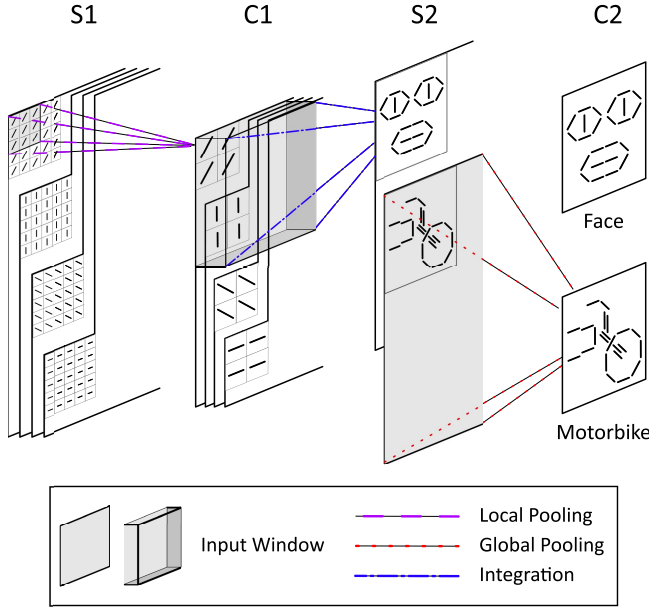 S1 C1 S2 C2
Face
Motorbike
Input Window
Local Pooling
Global Pooling
Integration